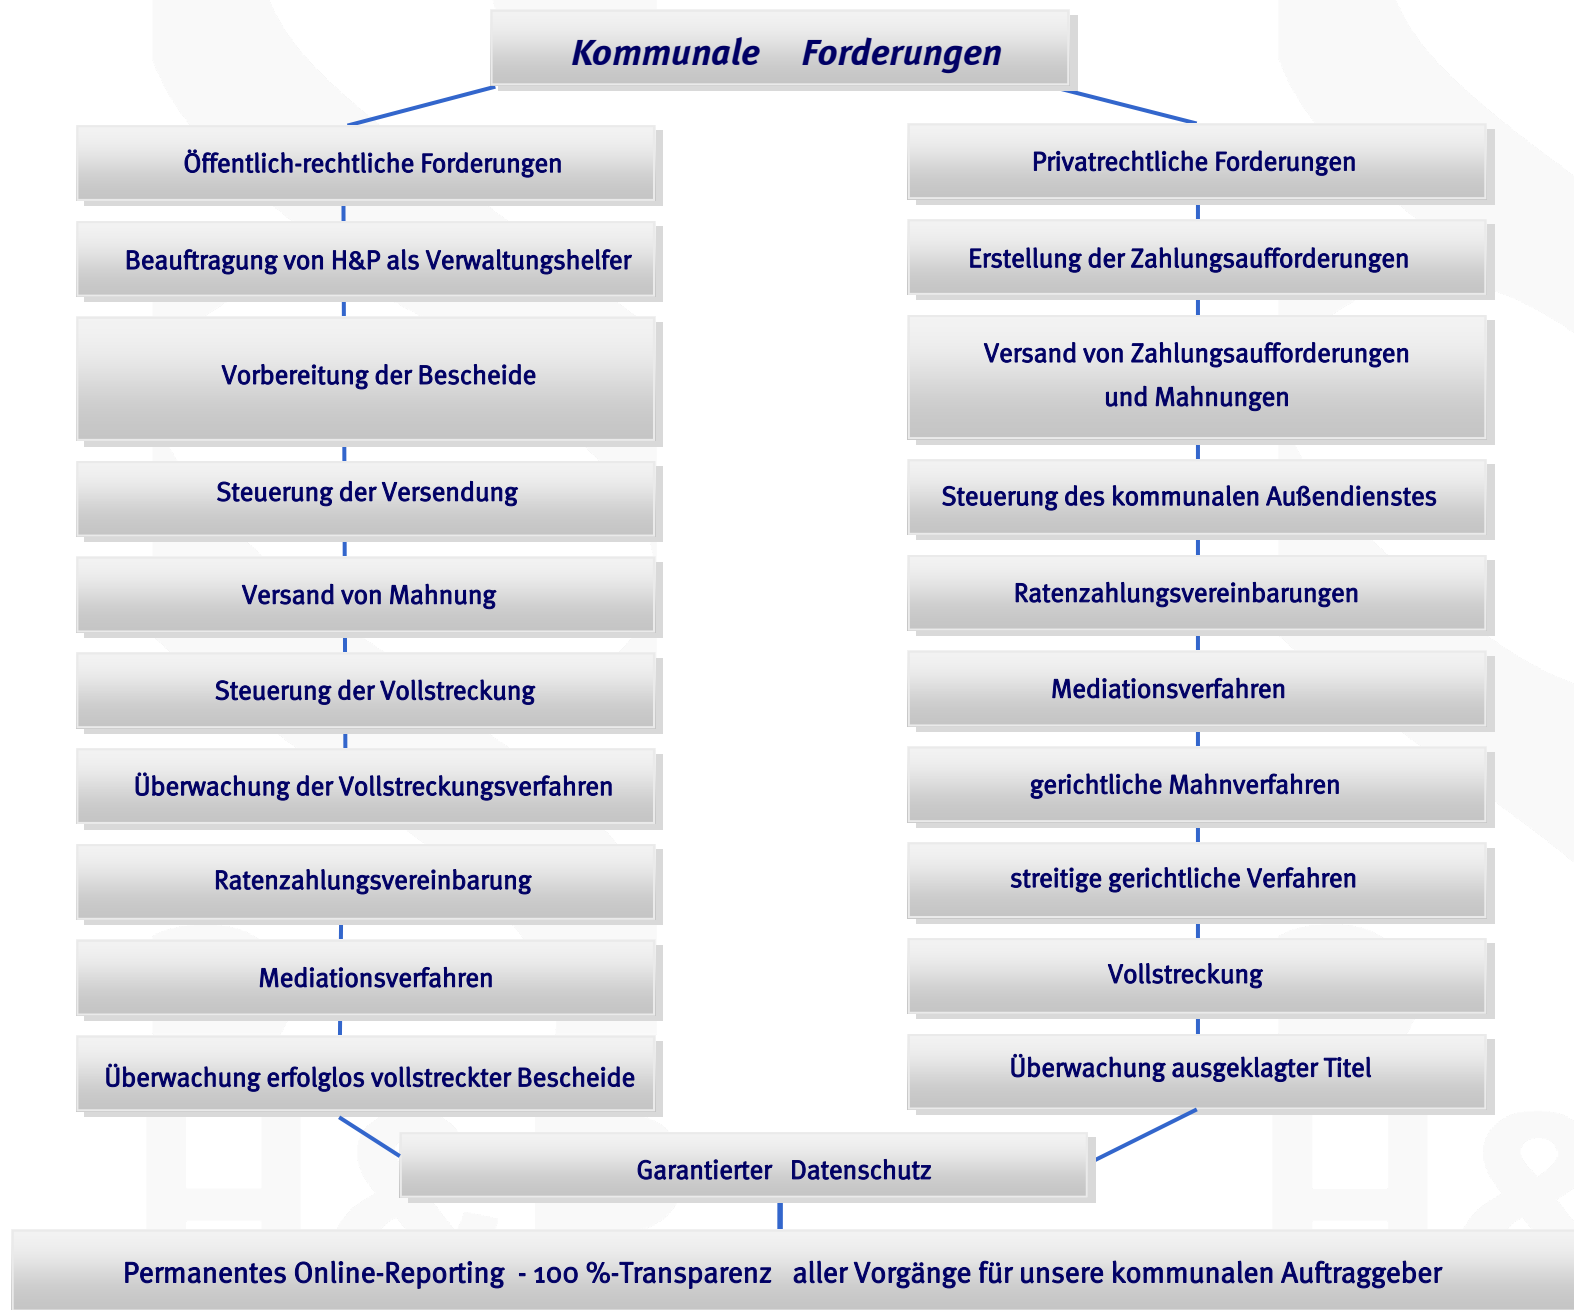 Kommunale Forderungen
Öffentlich-rechtliche Forderungen
Beauftragung von H&P als Verwaltungshelfer
Vorbereitung der Bescheide
Steuerung der Versendung
Versand von Mahnung
Steuerung der Vollstreckung
Überwachung der Vollstreckungsverfahren
Ratenzahlungsvereinbarung
Mediationsverfahren
Überwachung erfolglos vollstreckter Bescheide
Privatrechtliche Forderungen
Erstellung der Zahlungsaufforderungen
Versand von Zahlungsaufforderungen
und Mahnungen
Steuerung des kommunalen Außendienstes
Ratenzahlungsvereinbarungen
Mediationsverfahren
gerichtliche Mahnverfahren
streitige gerichtliche Verfahren
Vollstreckung
Überwachung ausgeklagter Titel
Garantierter Datenschutz
Permanentes Online-Reporting - 100 %-Transparenz aller Vorgänge für unsere kommunalen Auftraggeber
H&P
H&